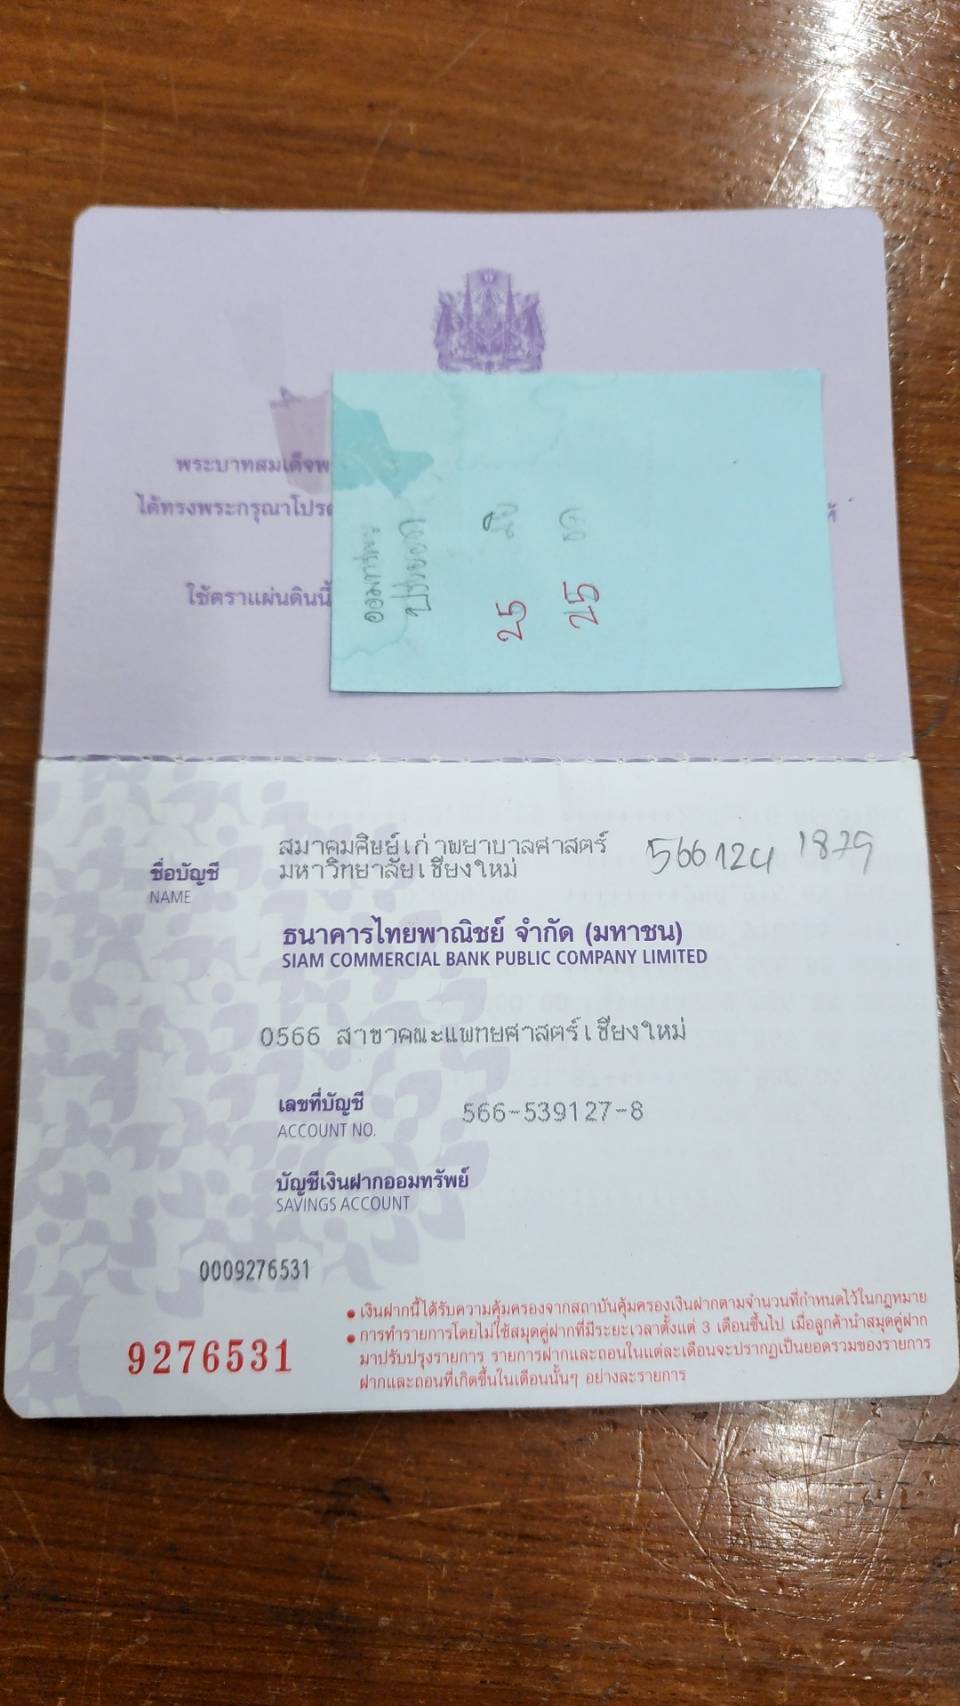 พระบาทสมเด็จพ
ได้ทรงพระกรุณาโปรด
ใช้ตราแผ่นดินนี้
ออมทรัพย์
25 มิย
25 ธค
สมาคมศิษย์เก่าพยาบาลศาสตร์
ชื่อบัญชี มหาวิทยาลัยเชียงใหม่ 566124 1879
NAME
ธนาคารไทยพาณิชย์ จำกัด (มหาชน)
SIAM COMMERCIAL BANK PUBLIC COMPANY LIMITED
0566 สาขาคณะแพทยศาสตร์เชียงใหม่
เลขที่บัญชี 566-539127-8
ACCOUNT NO.
บัญชีเงินฝากออมทรัพย์
SAVINGS ACCOUNT
0009276531
9276531
• เงินฝากนี้ได้รับความคุ้มครองจากสถาบันคุ้มครองเงินฝากตามจำนวนที่กำหนดไว้ในกฎหมาย
• การทำรายการโดยไม่ใช้สมุดคู่ฝากที่มีระยะเวลาตั้งแต่ 3 เดือนขึ้นไป เมื่อลูกค้านำสมุดคู่ฝาก
มาปรับปรุงรายการ รายการฝากและถอนในแต่ละเดือนจะปรากฏเป็นยอดรวมของรายการ
ฝากและถอนที่เกิดขึ้นในเดือนนั้นๆ อย่างละรายการ